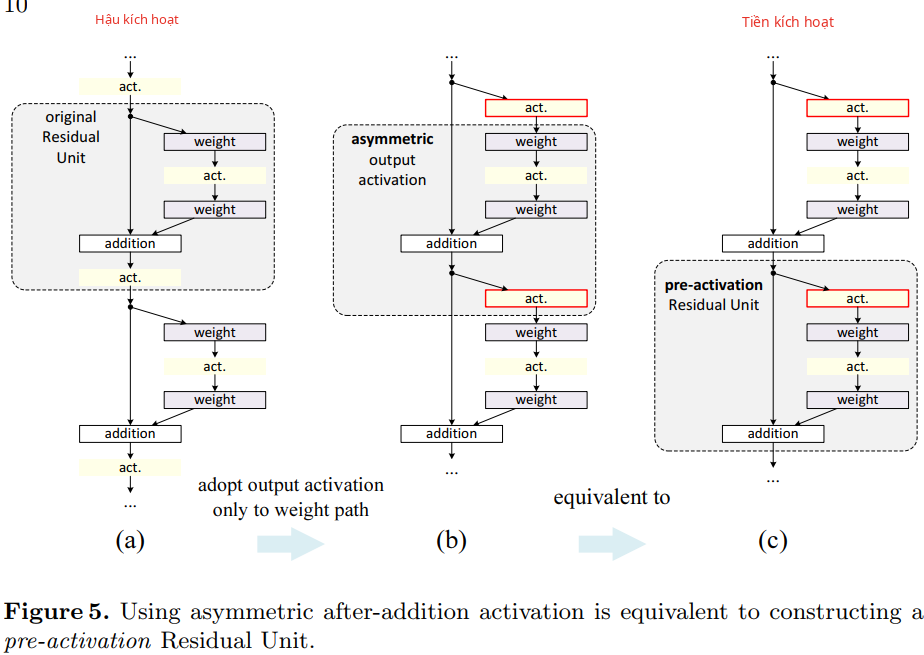 10
Hậu kích hoạt
Tiền kích hoạt
...
act.
original
Residual
Unit
weight
act.
weight
addition
act.
weight
act.
weight
addition
act.
...
(a)
adopt output activation
only to weight path
...
act.
asymmetric
output
activation
weight
act.
weight
addition
act.
weight
act.
weight
addition
...
(b)
equivalent to
...
act.
weight
act.
weight
addition
pre-activation
Residual Unit
act.
weight
act.
weight
addition
...
(c)
Figure 5. Using asymmetric after-addition activation is equivalent to constructing a
pre-activation Residual Unit.